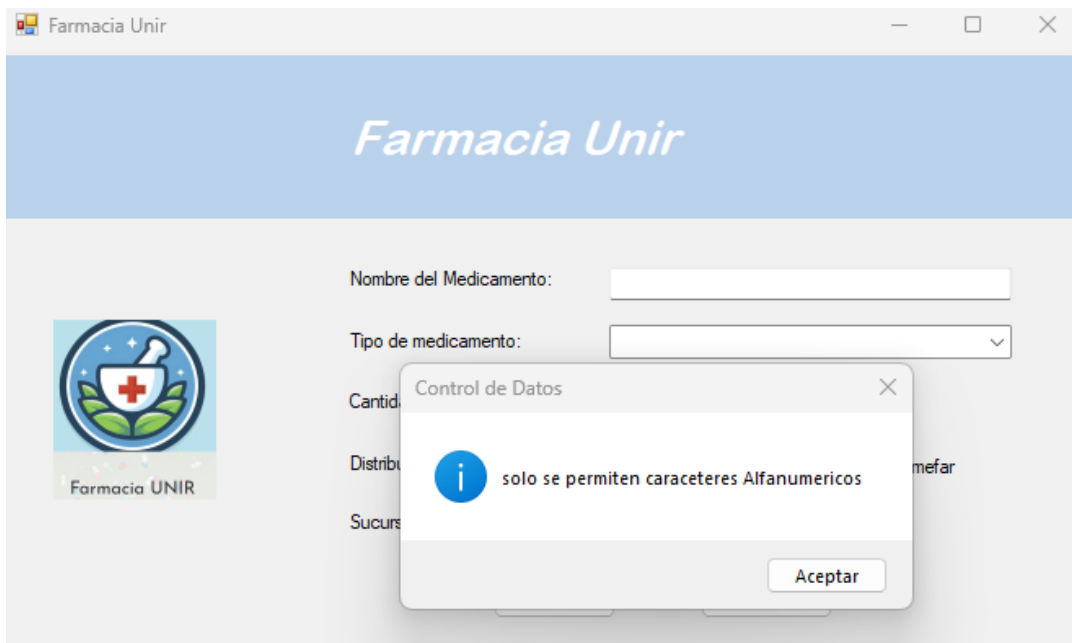 Farmacia Unir
Farmacia Unir
Nombre del Medicamento:
Tipo de medicamento:
Control de Datos
solo se permiten caraceteres Alfanumericos
Aceptar
Farmacia UNIR